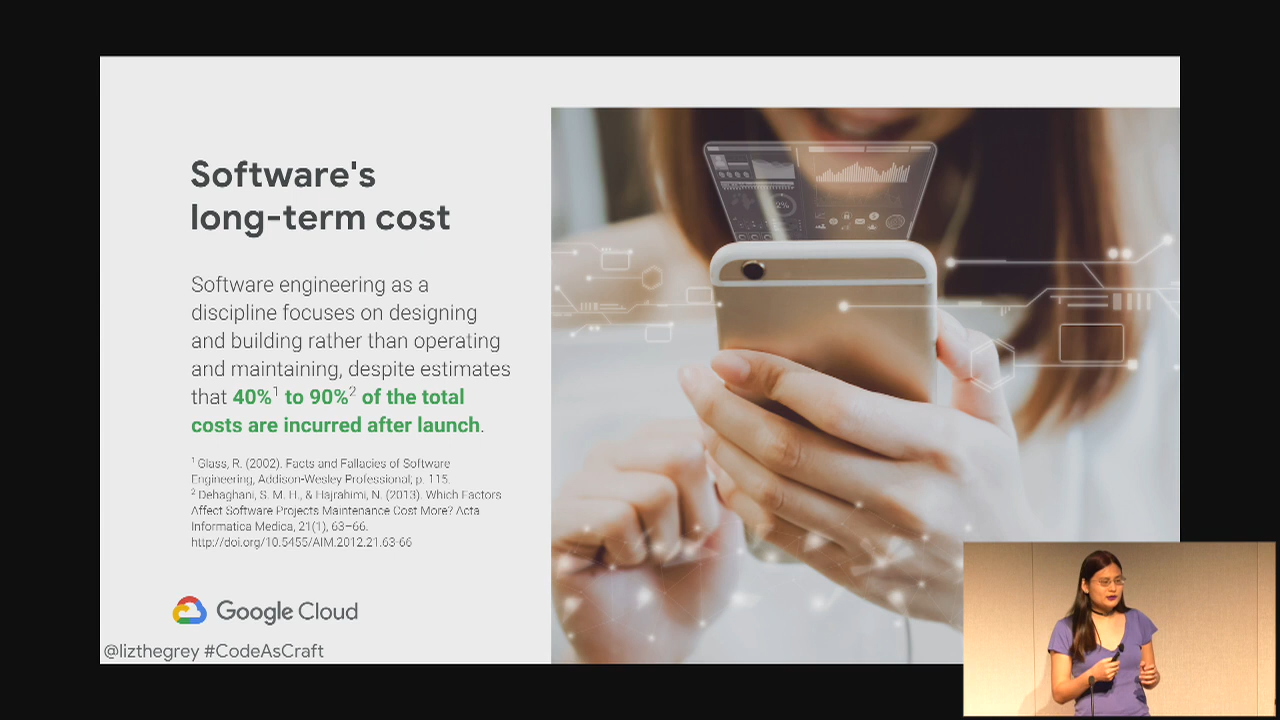 Software's
long-term cost
Software engineering as a
discipline focuses on designing
and building rather than operating
and maintaining, despite estimates
that 40%¹ to 90%² of the total
costs are incurred after launch.
¹ Glass, R. (2002). Facts and Fallacies of Software
Engineering, Addison-Wesley Professional; p. 115.
² Dehaghani, S. M. H., & Hajrahimi, N. (2013). Which Factors
Affect Software Projects Maintenance Cost More? Acta
Informatica Medica, 21(1), 63–66.
http://doi.org/10.5455/AIM.2012.21.63-66
Google Cloud
@lizthegrey #CodeAsCraft